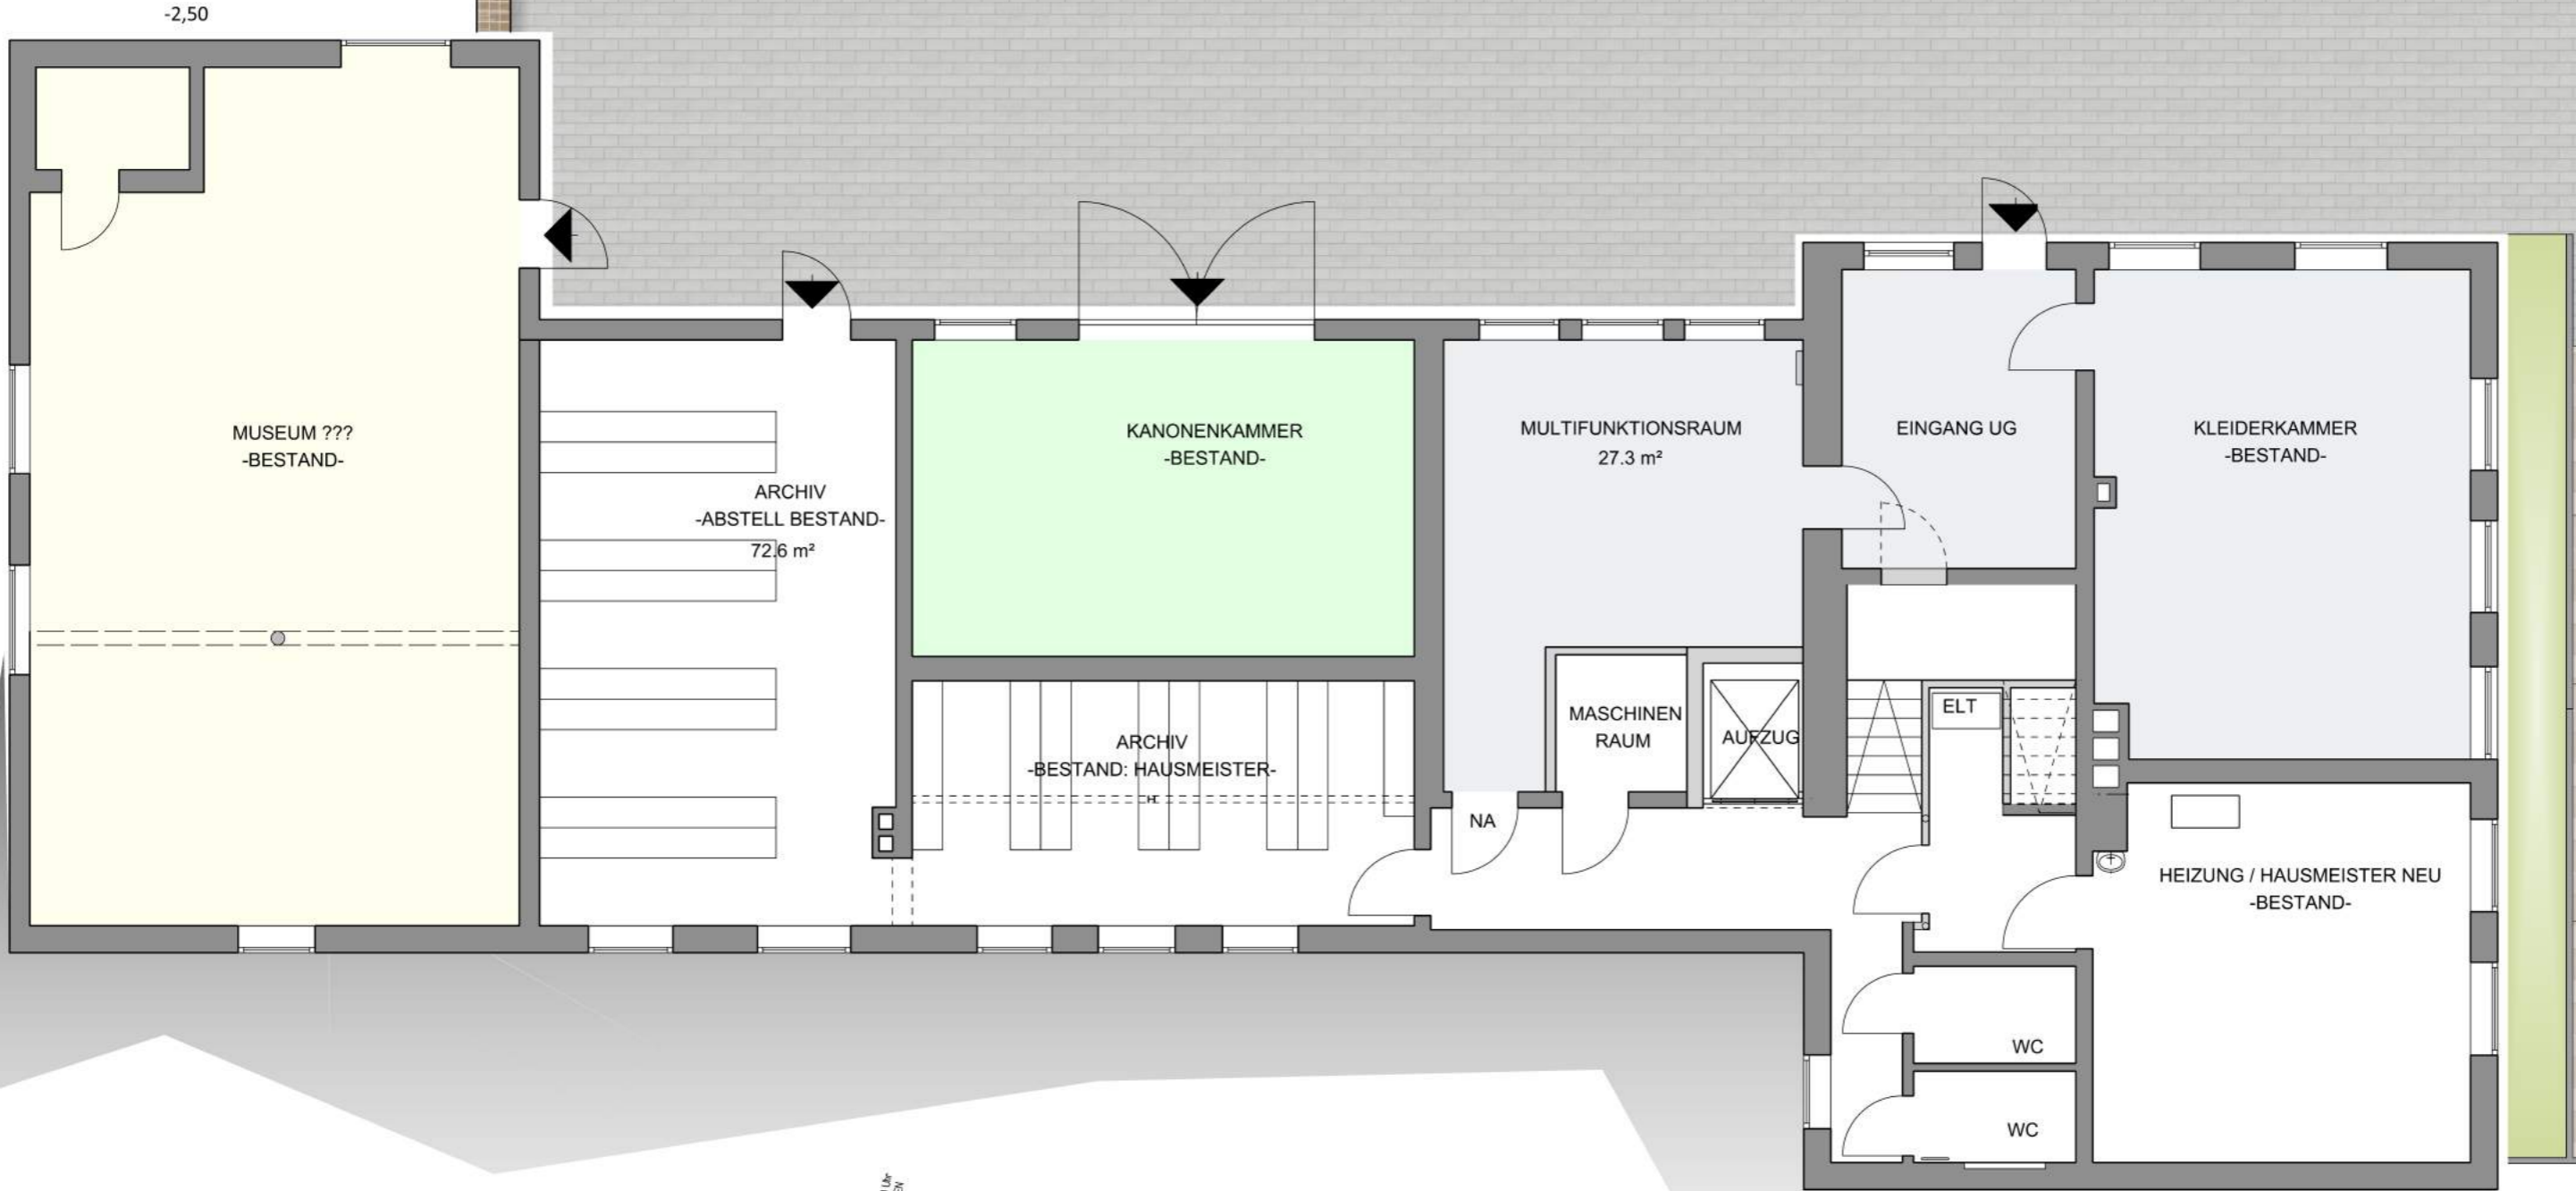 -2,50
MUSEUM ???
-BESTAND-
ARCHIV
-ABSTELL BESTAND-
72.6 m²
KANONENKAMMER
-BESTAND-
ARCHIV
-BESTAND: HAUSMEISTER-
MULTIFUNKTIONSRAUM
27.3 m²
MASCHINEN
RAUM
AUFZUG
NA
EINGANG UG
ELT
KLEIDERKAMMER
-BESTAND-
HEIZUNG / HAUSMEISTER NEU
-BESTAND-
WC
WC